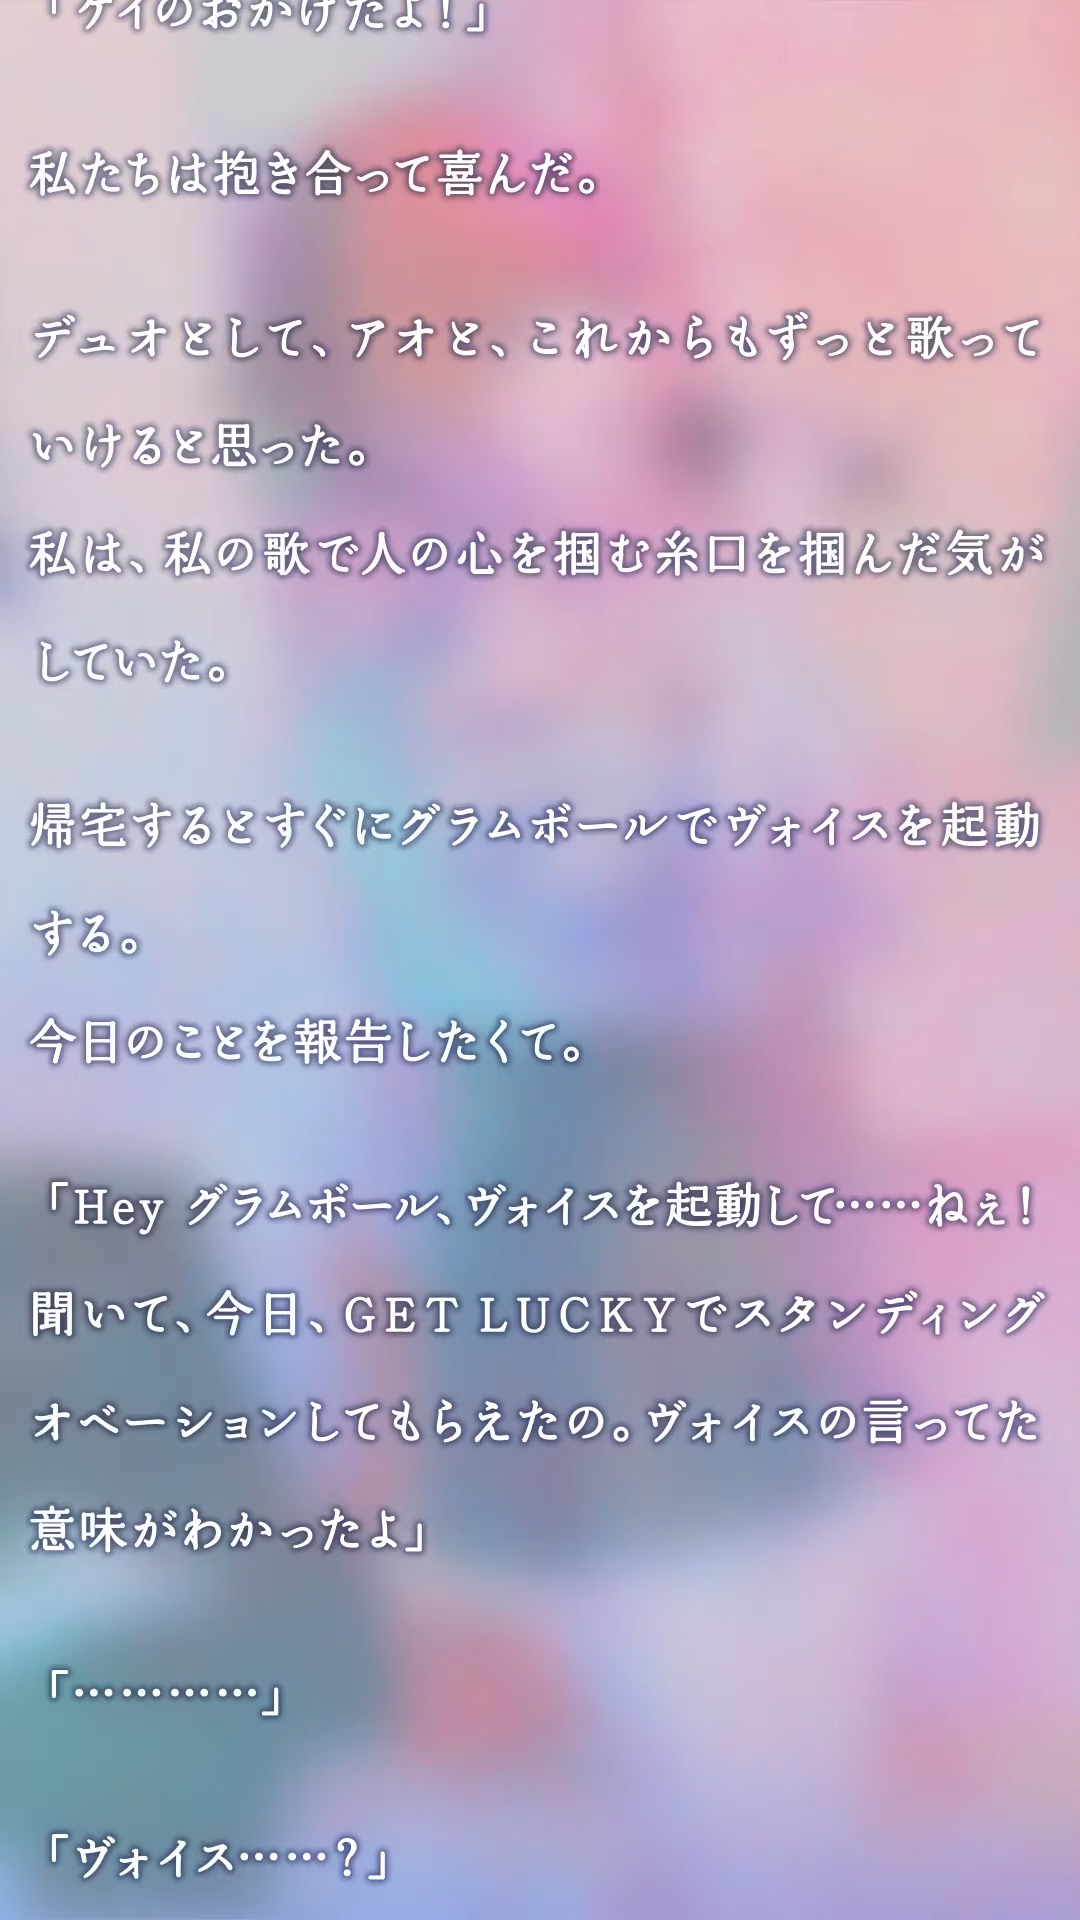 「ケイのおかげだよ！」
私たちは抱き合って喜んだ。
デュオとして、アオと、これからもずっと歌って
いけると思った。
私は、私の歌で人の心を掴む糸口を掴んだ気が
していた。
帰宅するとすぐにグラムボールでヴォイスを起動
する。
今日のことを報告したくて。
「Hey グラムボール、ヴォイスを起動して……ねぇ！
聞いて、今日、ＧＥＴ ＬＵＣＫＹでスタンディング
オベーションしてもらえたの。ヴォイスの言ってた
意味がわかったよ」
「…………」
「ヴォイス……？」